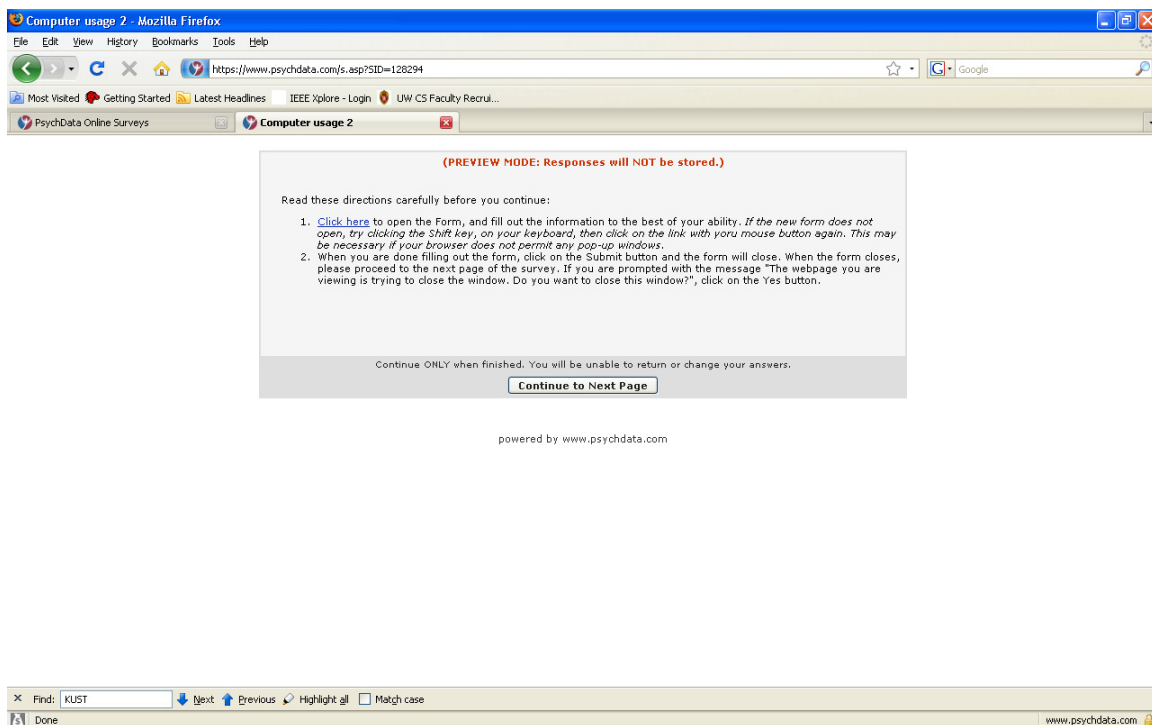 Computer usage 2 - Mozilla Firefox
File Edit View History Bookmarks Tools Help
https://www.psychdata.com/s.asp?SID=128294
G Google
Most Visited Getting Started Latest Headlines IEEE Xplore - Login UW CS Faculty Recrui...
PsychData Online Surveys Computer usage 2
(PREVIEW MODE: Responses will NOT be stored.)
Read these directions carefully before you continue:
1. Click here to open the Form, and fill out the information to the best of your ability. If the new form does not
open, try clicking the Shift key, on your keyboard, then click on the link with yoru mouse button again. This may
be necessary if your browser does not permit any pop-up windows.
2. When you are done filling out the form, click on the Submit button and the form will close. When the form closes,
please proceed to the next page of the survey. If you are prompted with the message "The webpage you are
viewing is trying to close the window. Do you want to close this window?", click on the Yes button.
Continue ONLY when finished. You will be unable to return or change your answers.
Continue to Next Page
powered by www.psychdata.com
Find: KUST Next Previous Highlight all Match case
Done www.psychdata.com